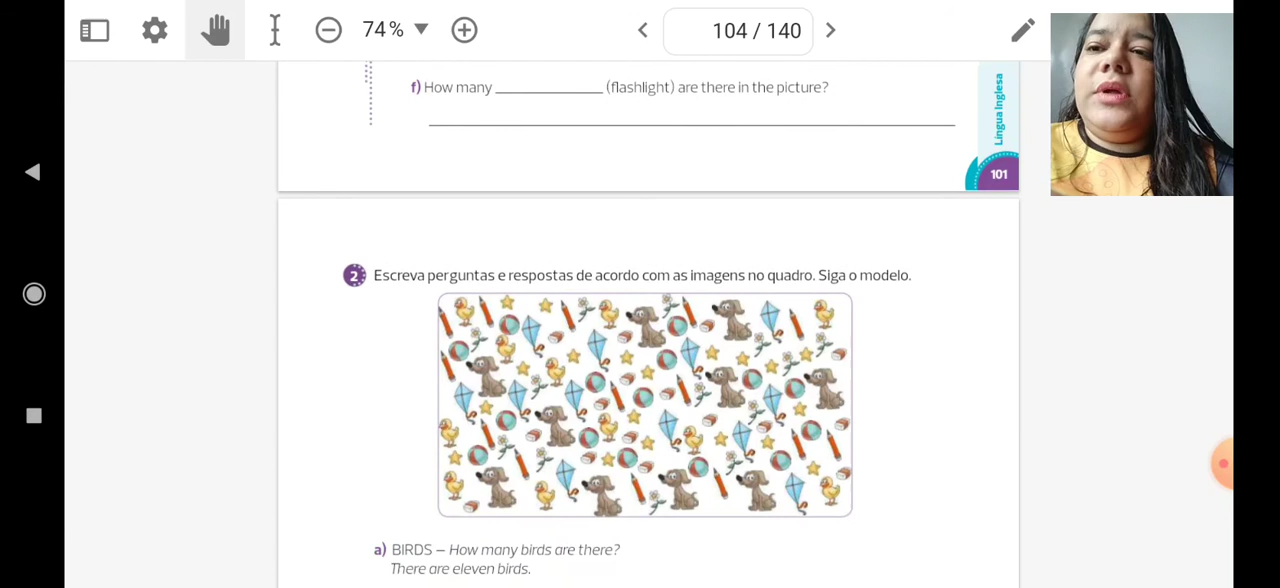 74%
104 / 140
f) How many ____________ (flashlight) are there in the picture?
Língua Inglesa
101
2 Escreva perguntas e respostas de acordo com as imagens no quadro. Siga o modelo.
a) BIRDS – How many birds are there?
There are eleven birds.